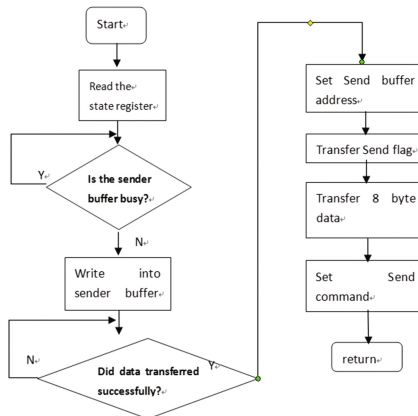 Start
Read the
state register
Y
Is the sender
buffer busy?
N
Write into
sender buffer
N
Did data transferred
successfully?
Y
Set Send buffer
address
Transfer Send flag
Transfer 8 byte
data
Set Send
command
return